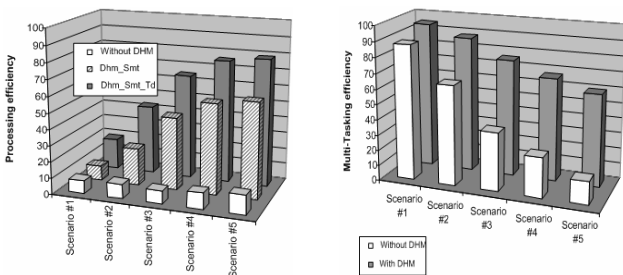 100
90
80
70
60
50
40
30
20
10
0
Processing efficiency
Without DHM
Dhm_Smt
Dhm_Smt_Td
Scenario #1
Scenario #2
Scenario #3
Scenario #4
Scenario #5
100
90
80
70
60
50
40
30
20
10
0
Multi-Tasking efficiency
Scenario
#1
Scenario
#2
Scenario
#3
Scenario
#4
Scenario
#5
Without DHM
With DHM